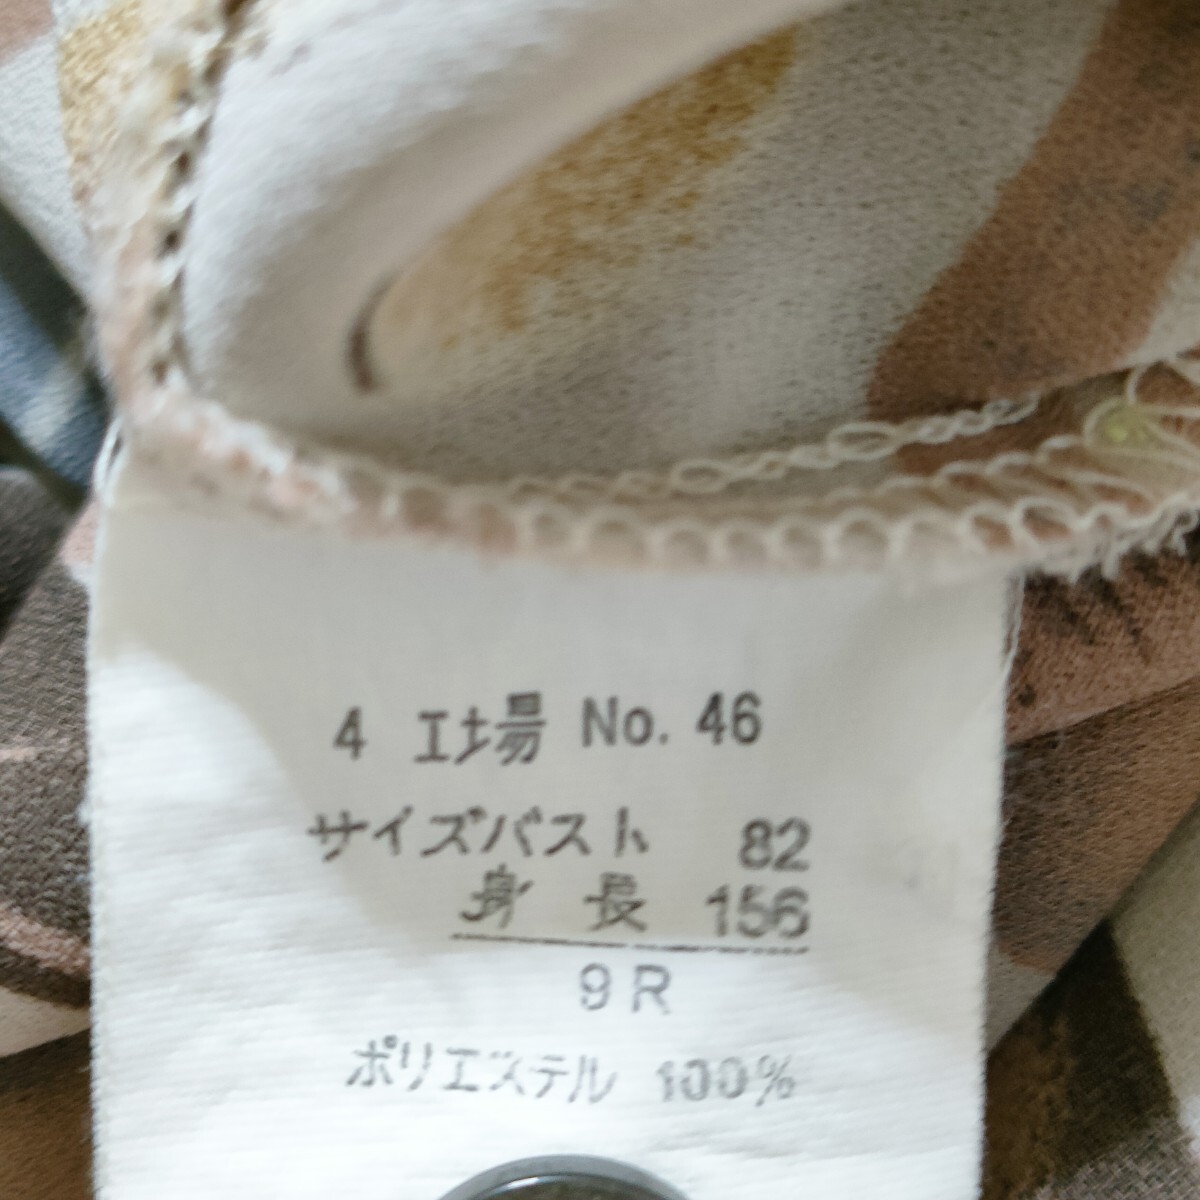 4 工場 No. 46
サイズバスト 82
身長 156
9R
ポリエステル 100%